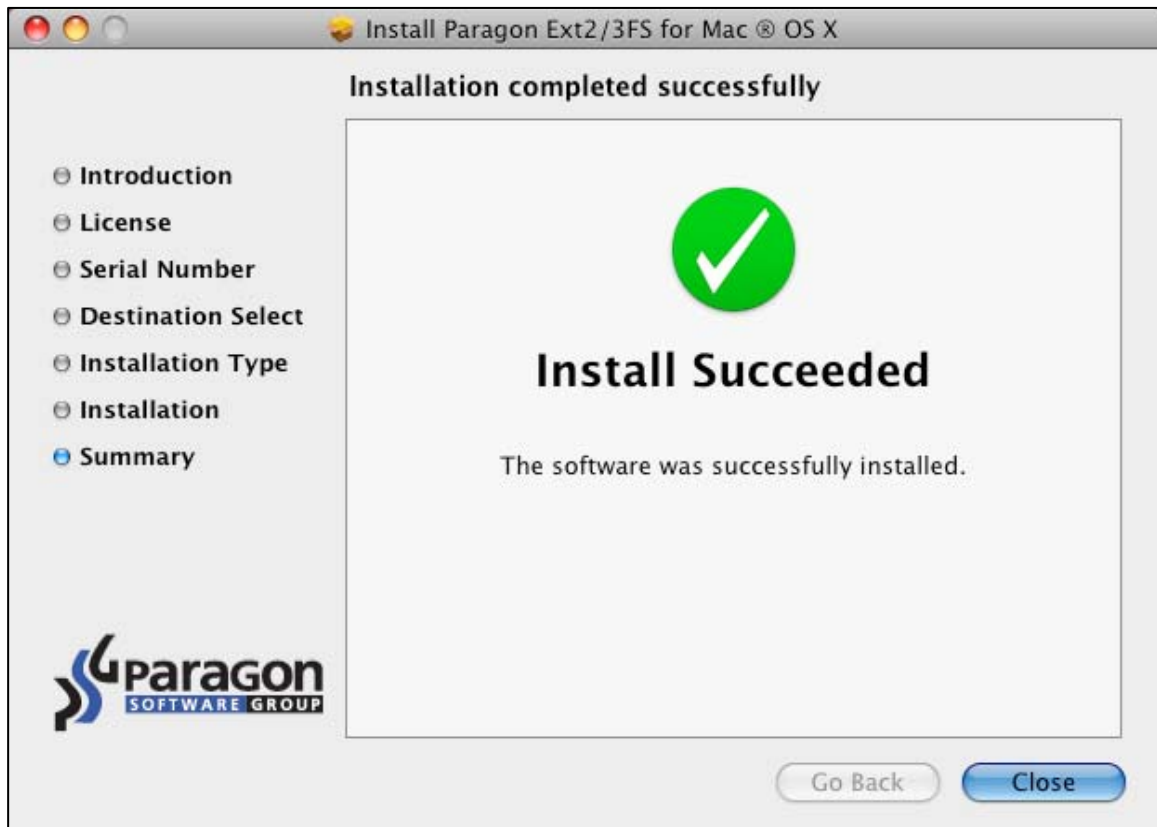 Install Paragon Ext2/3FS for Mac ® OS X
Installation completed successfully
Introduction
License
Serial Number
Destination Select
Installation Type
Installation
Summary
Install Succeeded
The software was successfully installed.
Paragon
SOFTWARE GROUP
Go Back
Close